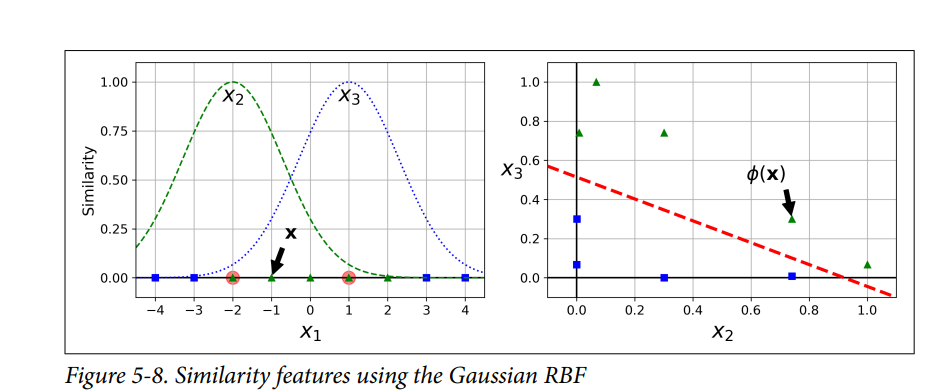 Similarity
1.00
0.75
0.50
0.25
0.00
x₂
x₃
x
−4 −3 −2 −1 0 1 2 3 4
x₁
x₃
1.0
0.8
0.6
0.4
0.2
0.0
ϕ(x)
0.0 0.2 0.4 0.6 0.8 1.0
x₂
Figure 5-8. Similarity features using the Gaussian RBF